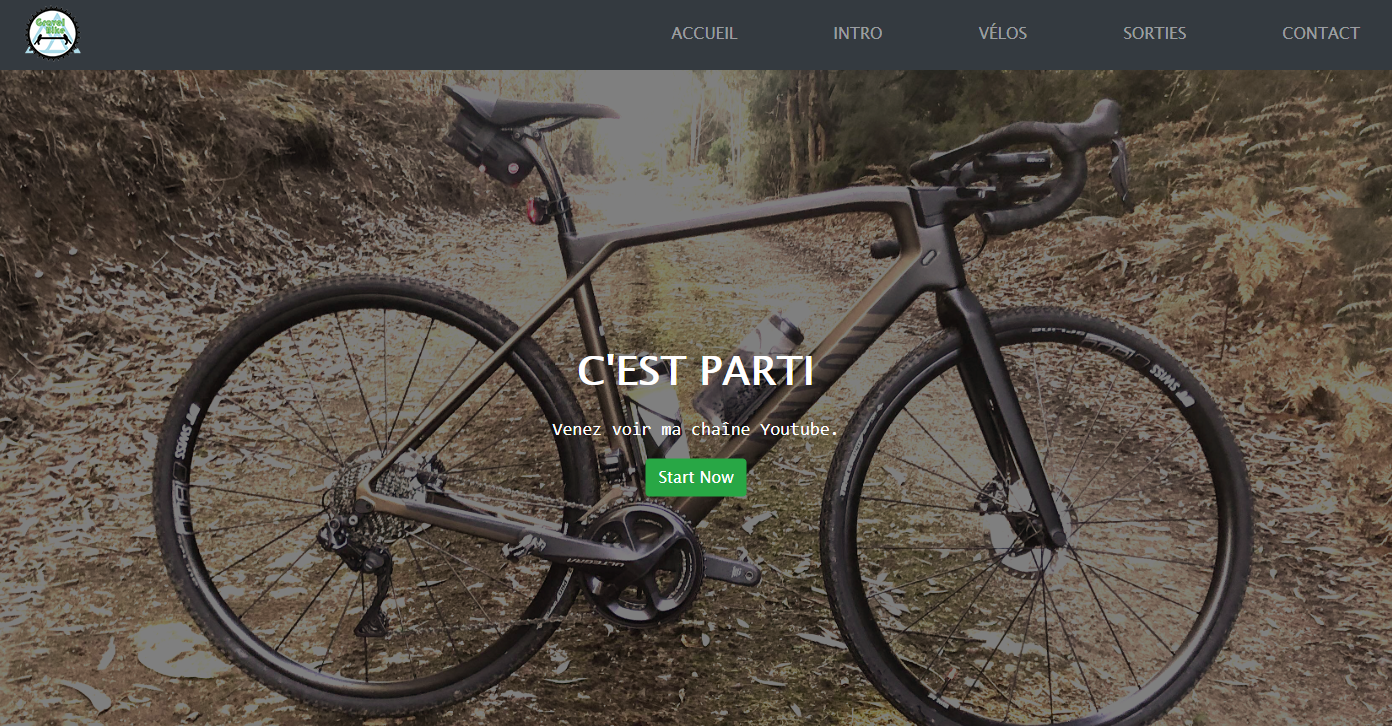 Gravel
Bike
ACCUEIL INTRO VÉLOS SORTIES CONTACT
C'EST PARTI
Venez voir ma chaîne Youtube.
Start Now
SWISS
SWISS
ULTEGRA